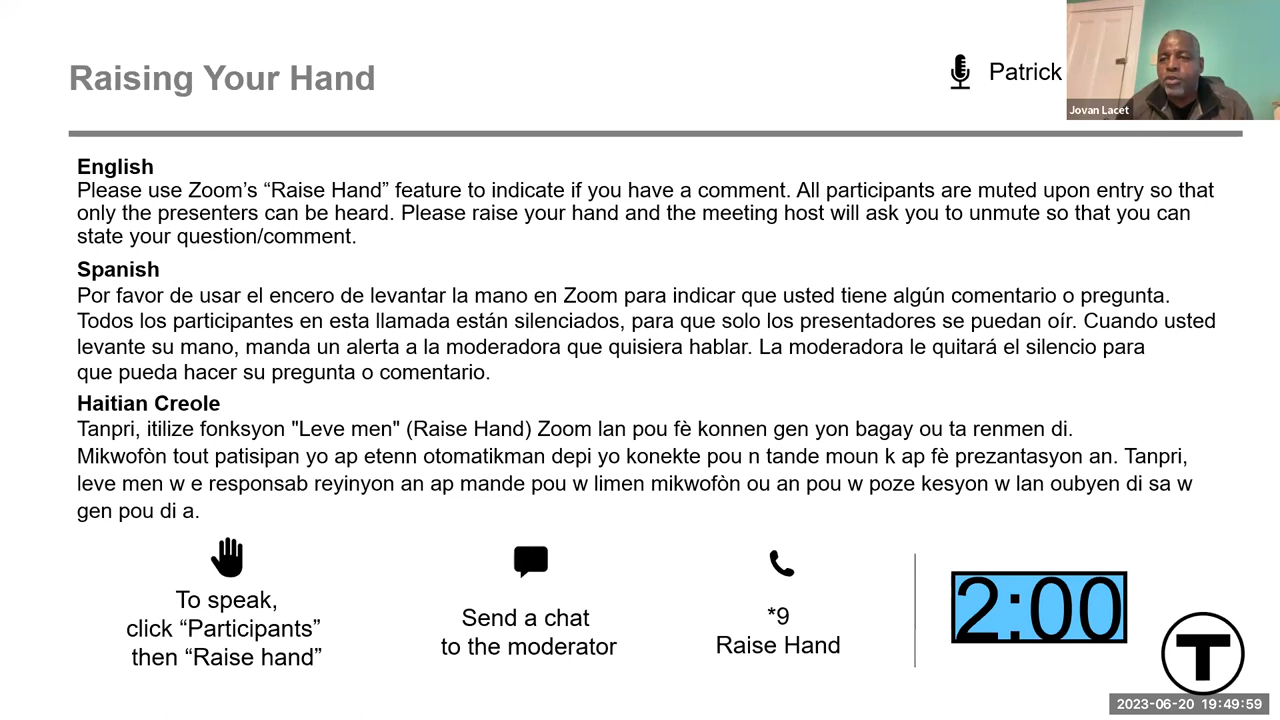 Raising Your Hand
Patrick
Jovan Lacet
English
Please use Zoom’s “Raise Hand” feature to indicate if you have a comment. All participants are muted upon entry so that
only the presenters can be heard. Please raise your hand and the meeting host will ask you to unmute so that you can
state your question/comment.
Spanish
Por favor de usar el encero de levantar la mano en Zoom para indicar que usted tiene algún comentario o pregunta.
Todos los participantes en esta llamada están silenciados, para que solo los presentadores se puedan oír. Cuando usted
levante su mano, manda un alerta a la moderadora que quisiera hablar. La moderadora le quitará el silencio para
que pueda hacer su pregunta o comentario.
Haitian Creole
Tanpri, itilize fonksyon "Leve men" (Raise Hand) Zoom lan pou fè konnen gen yon bagay ou ta renmen di.
Mikwofòn tout patisipan yo ap etenn otomatikman depi yo konekte pou n tande moun k ap fè prezantasyon an. Tanpri,
leve men w e responsab reyinyon an ap mande pou w limen mikwofòn ou an pou w poze kesyon w lan oubyen di sa w
gen pou di a.
To speak,
click “Participants”
then “Raise hand”
Send a chat
to the moderator
*9
Raise Hand
2:00
T
2023-06-20 19:49:59